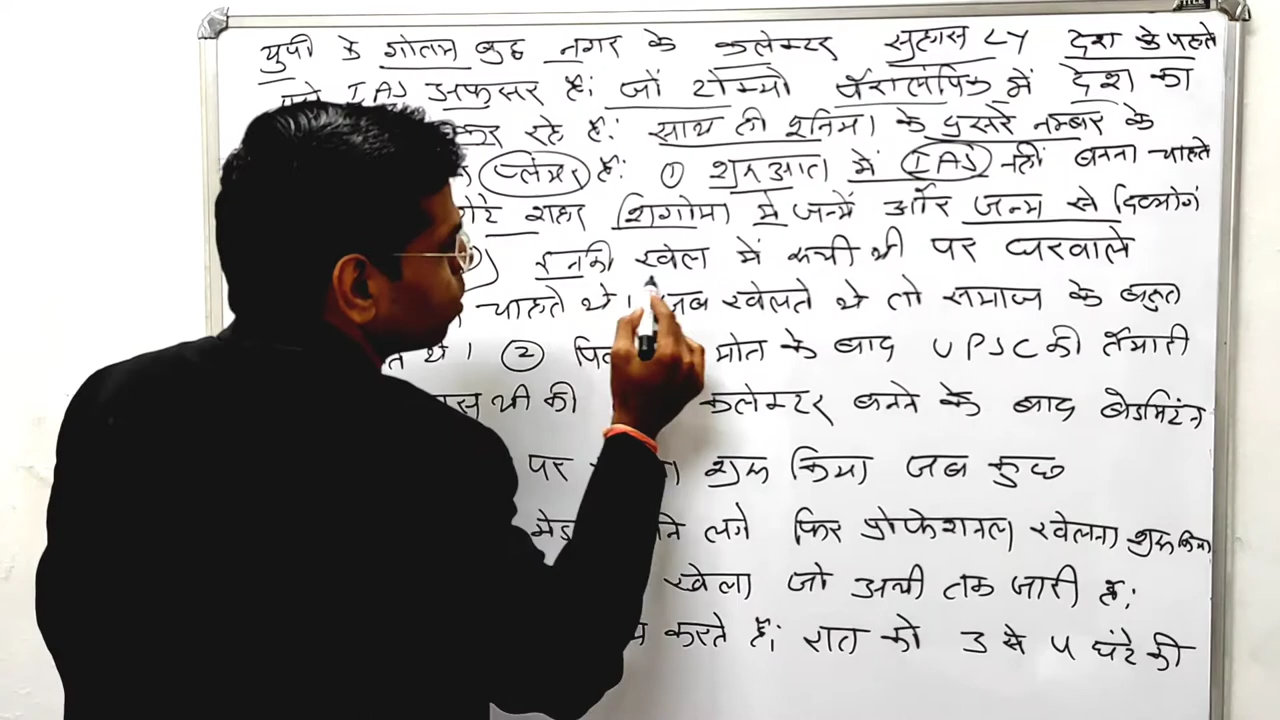 यूपी के गोतम बुद्ध नगर के कलेक्टर सुहास LY देश के पहले
IAS अफसर है; जों टोक्यो पैरालंपिक में देश का
कर रहे हैं: साथ ही दुनिया के दुसरे नम्बर के
प्लेयर हैं: ① शुरुआत में IAS नहीं बनना चाहते
शहर शिगोमा में जन्में और जन्म से दिव्यांग
इनकी खेल में रूची थी पर घरवाले
चाहते थे। जब खेलते थे तो समाज के बहुत
थे। ② मोत के बाद UPSC की तैयारी
थी की कलेक्टर बनने के बाद बेडमिंटन
पर शुरू किया जब कुछ
लगे फिर प्रोफेशनल खेलना शुरू किया
खेला जो अभी तक जारी है;
करते हैं; रात को 3 से 4 घंटे की